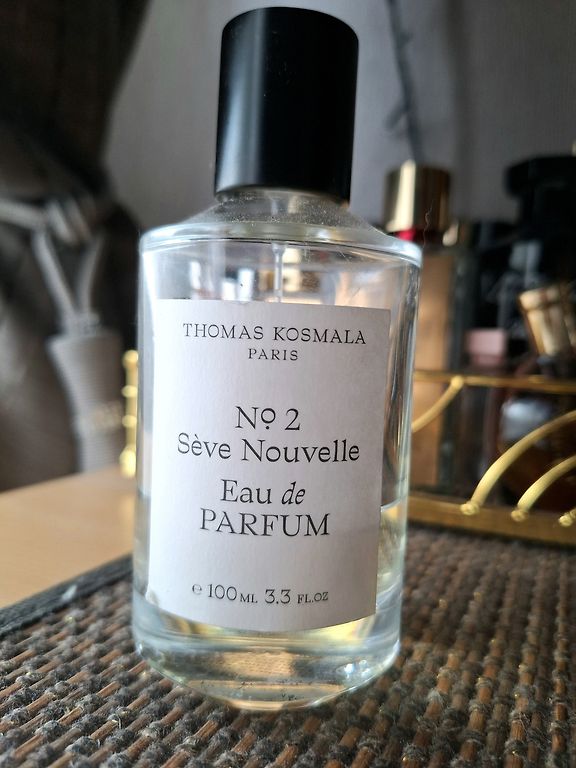 THOMAS KOSMALA
PARIS
Nº 2
Sève Nouvelle
Eau de
PARFUM
℮ 100 ML 3.3 FL.OZ